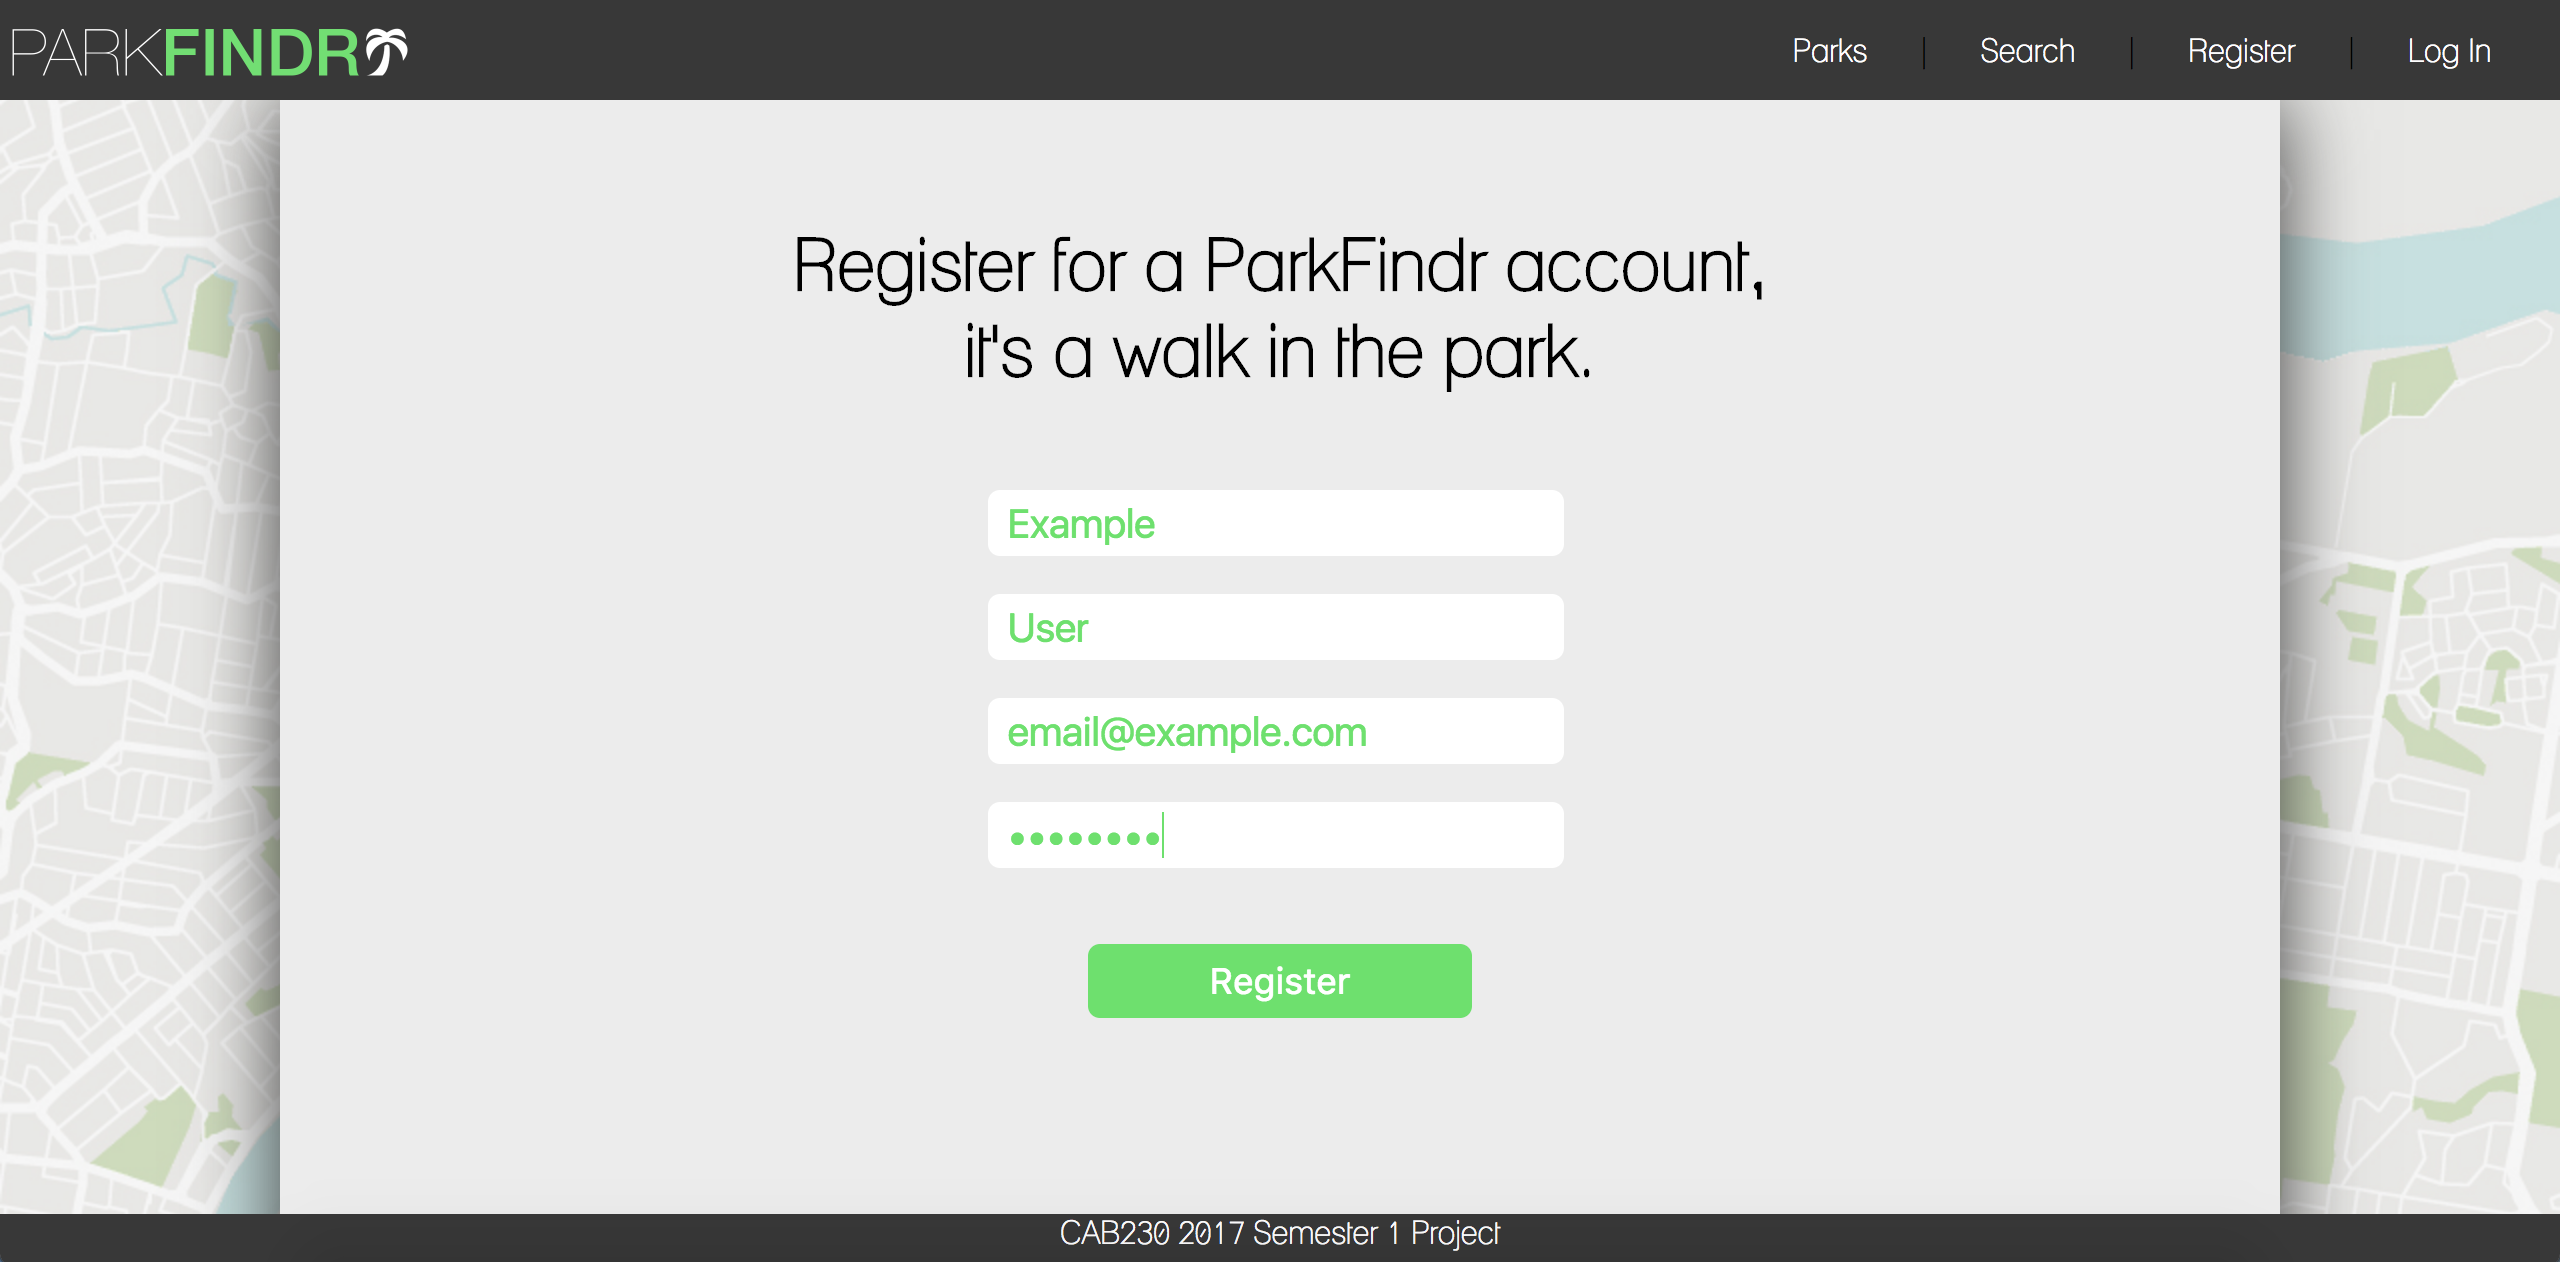 PARKFINDR
Parks | Search | Register | Log In
Register for a ParkFindr account,
it's a walk in the park.
Example
User
email@example.com
••••••••
Register
CAB230 2017 Semester 1 Project